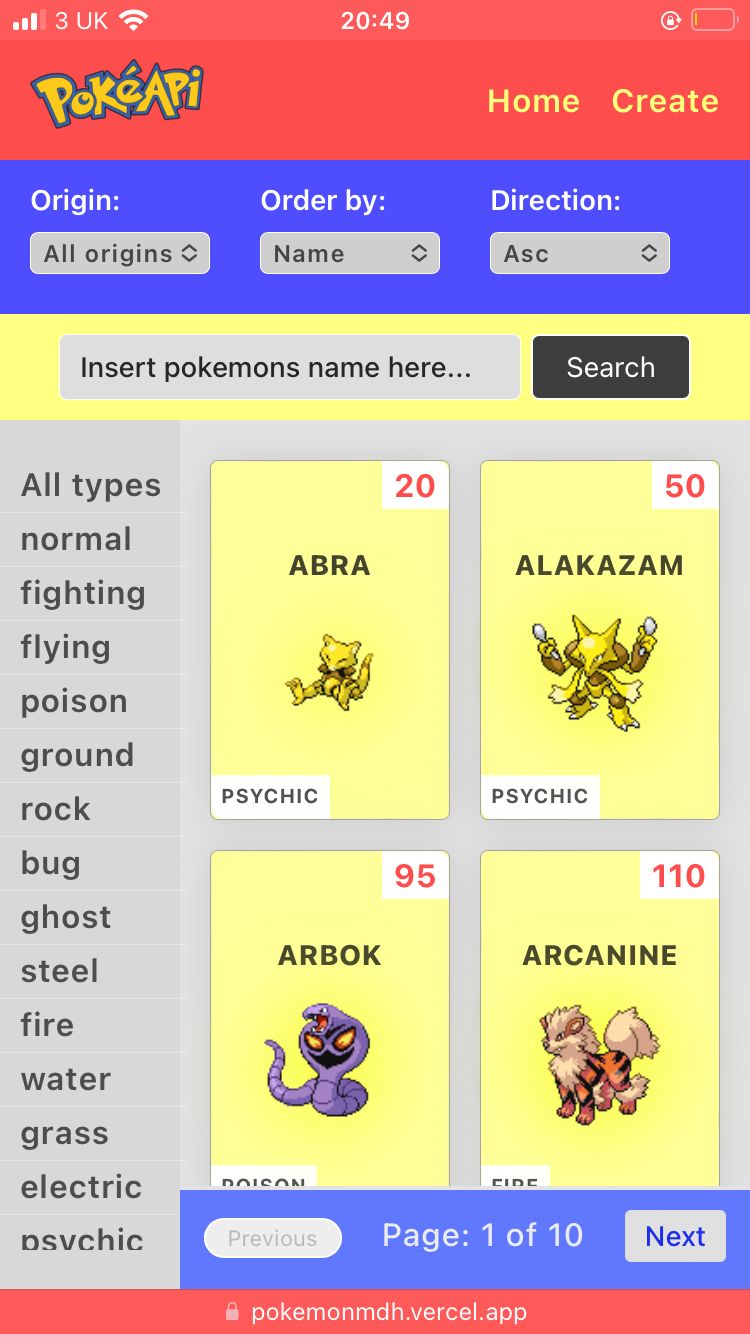 3 UK 20:49
PokéApi
Home Create
Origin: Order by: Direction:
All origins Name Asc
Insert pokemons name here... Search
All types
normal
fighting
flying
poison
ground
rock
bug
ghost
steel
fire
water
grass
electric
psychic
20
ABRA
PSYCHIC
50
ALAKAZAM
PSYCHIC
95
ARBOK
POISON
110
ARCANINE
FIRE
Previous Page: 1 of 10 Next
pokemonmdh.vercel.app